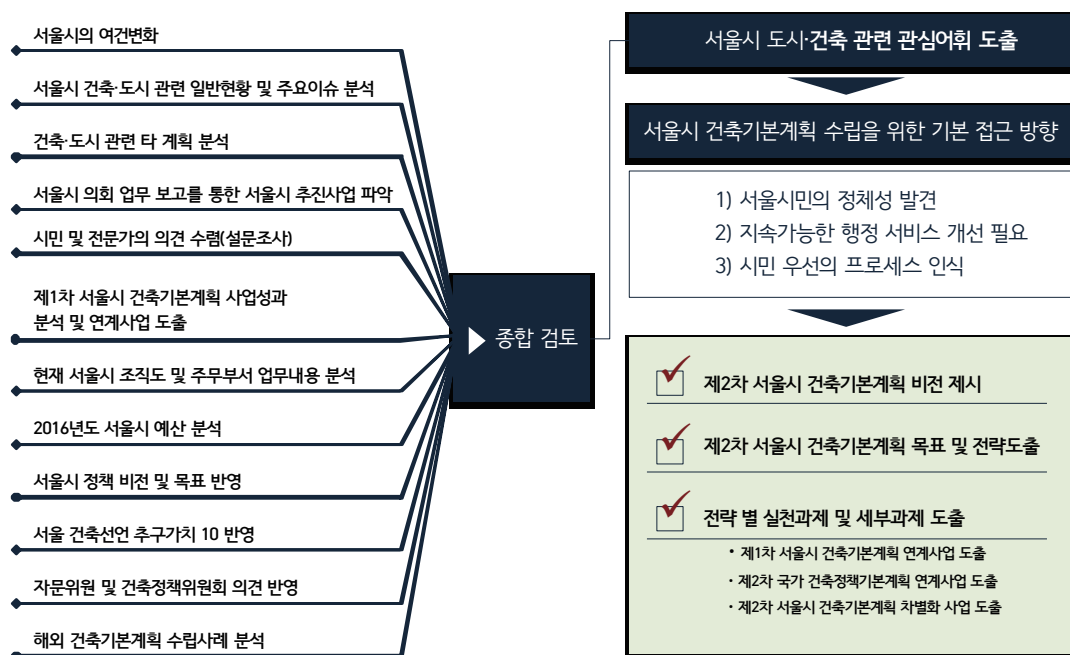 서울시의 여건변화
서울시 건축·도시 관련 일반현황 및 주요이슈 분석
건축·도시 관련 타 계획 분석
서울시 의회 업무 보고를 통한 서울시 추진사업 파악
시민 및 전문가의 의견 수렴(설문조사)
제1차 서울시 건축기본계획 사업성과
분석 및 연계사업 도출
현재 서울시 조직도 및 주무부서 업무내용 분석
2016년도 서울시 예산 분석
서울시 정책 비전 및 목표 반영
서울 건축선언 추구가치 10 반영
자문위원 및 건축정책위원회 의견 반영
해외 건축기본계획 수립사례 분석
▶ 종합 검토
서울시 도시·건축 관련 관심어휘 도출
서울시 건축기본계획 수립을 위한 기본 접근 방향
1) 서울시민의 정체성 발견
2) 지속가능한 행정 서비스 개선 필요
3) 시민 우선의 프로세스 인식
제2차 서울시 건축기본계획 비전 제시
제2차 서울시 건축기본계획 목표 및 전략도출
전략 별 실천과제 및 세부과제 도출
• 제1차 서울시 건축기본계획 연계사업 도출
· 제2차 국가 건축정책기본계획 연계사업 도출
· 제2차 서울시 건축기본계획 차별화 사업 도출